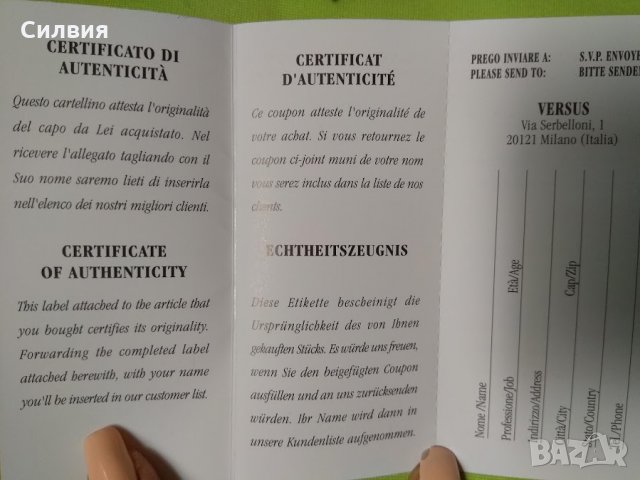 Силвия
CERTIFICATO DI
AUTENTICITÀ
Questo cartellino attesta l'originalità
del capo da Lei acquistato. Nel
ricevere l'allegato tagliando con il
Suo nome saremo lieti di inserirla
nell'elenco dei nostri migliori clienti.
CERTIFICATE
OF AUTHENTICITY
This label attached to the article that
you bought certifies its originality.
Forwarding the completed label
attached herewith, with your name
you'll be inserted in our customer list.
CERTIFICAT
D'AUTENTICITÉ
Ce coupon atteste l'originalité de
votre achat. Si vous retournez le
coupon ci-joint muni de votre nom
vous serez inclus dans la liste de nos
clients.
ECHTHEITSZEUGNIS
Diese Etikette bescheinigt die
Ursprünglichkeit des von Ihnen
gekauften Stücks. Es würde uns freuen,
wenn Sie den beigefügten Coupon
ausfüllen und an uns zurücksenden
würden. Ihr Name wird dann in
unsere Kundenliste aufgenommen.
PREGO INVIARE A: S.V.P. ENVOYE
PLEASE SEND TO: BITTE SENDE
VERSUS
Via Serbelloni, 1
20121 Milano (Italia)
Nome/Name
Professione/Job
Età/Age
Indirizzo/Address
Città/City
Cap/Zip
Stato/Country
/Phone
BAZAR